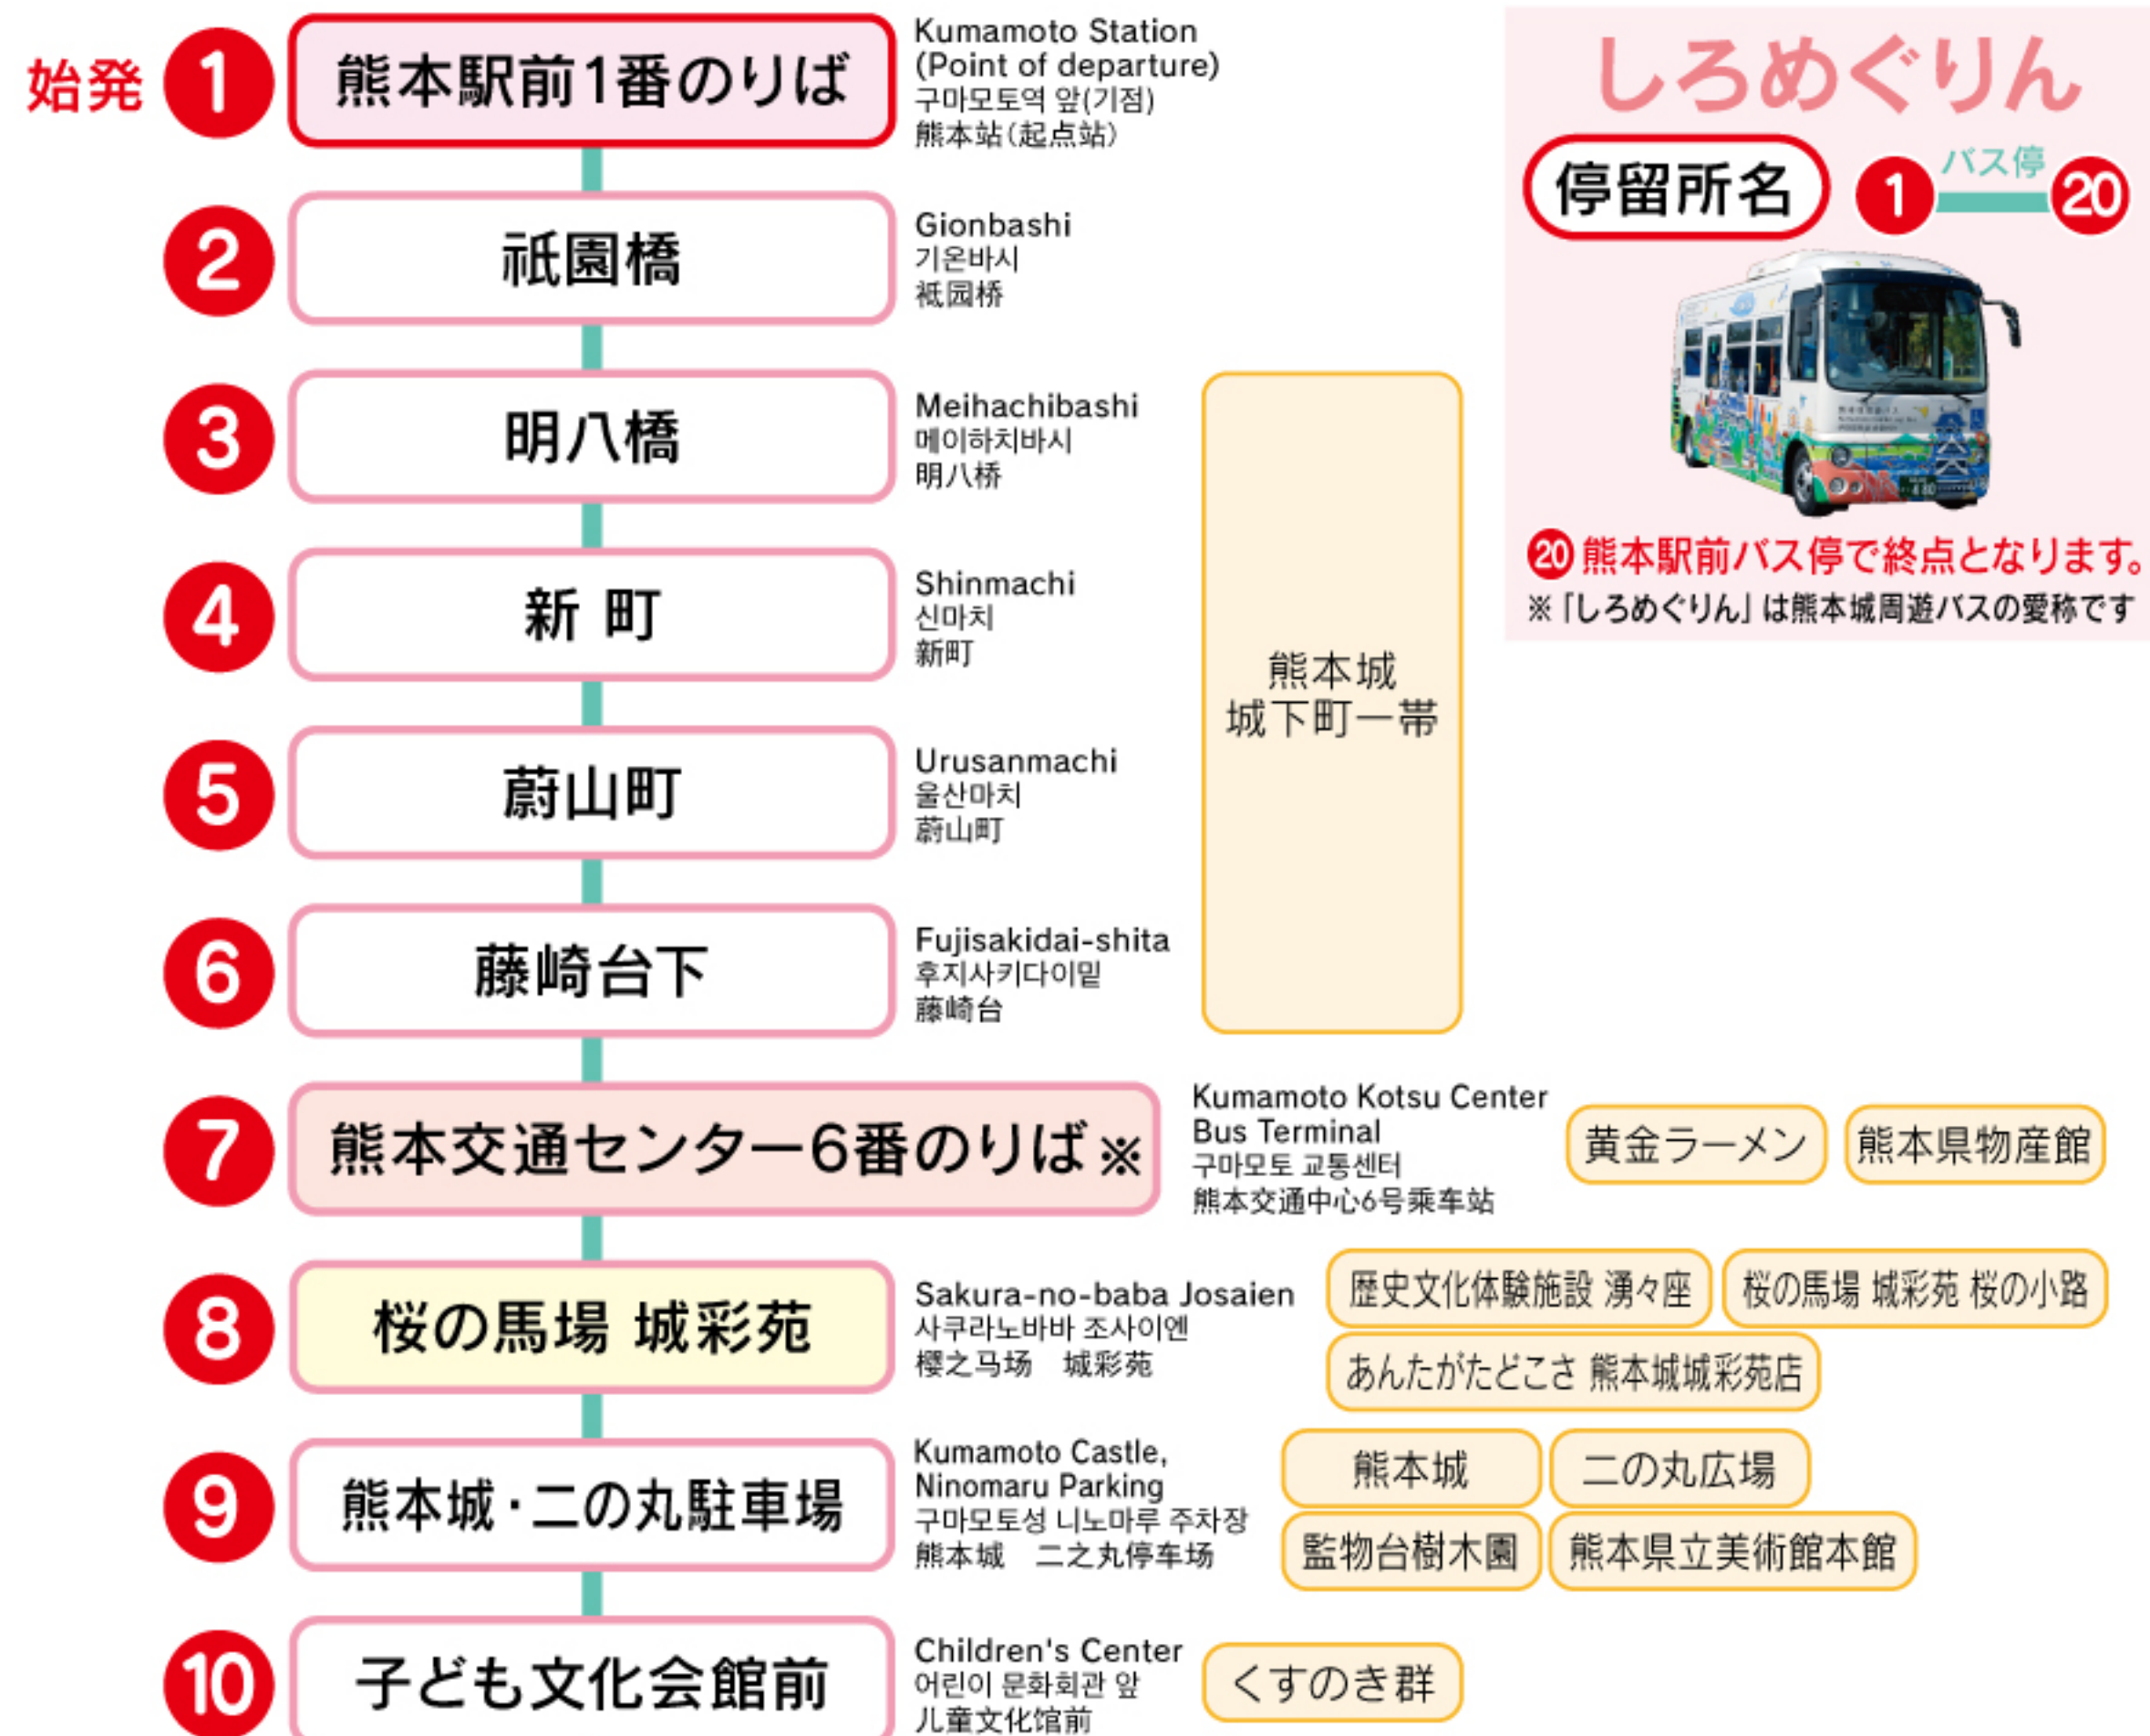 始発
1
熊本駅前1番のりば
Kumamoto Station
(Point of departure)
구마모토역 앞(기점)
熊本站(起点站)
しろめぐりん
停留所名
1
バス停
20
20 熊本駅前バス停で終点となります。
※「しろめぐりん」は熊本城周遊バスの愛称です
2
祇園橋
Gionbashi
기온바시
祗园桥
3
明八橋
Meihachibashi
메이하치바시
明八桥
4
新 町
Shinmachi
신마치
新町
5
蔚山町
Urusanmachi
울산마치
蔚山町
6
藤崎台下
Fujisakidai-shita
후지사키다이밑
藤崎台
熊本城
城下町一帯
7
熊本交通センター6番のりば※
Kumamoto Kotsu Center
Bus Terminal
구마모토 교통센터
熊本交通中心6号乘车站
黄金ラーメン
熊本県物産館
8
桜の馬場 城彩苑
Sakura-no-baba Josaien
사쿠라노바바 조사이엔
樱之马场 城彩苑
歴史文化体験施設 湧々座
桜の馬場 城彩苑 桜の小路
あんたがたどこさ 熊本城城彩苑店
9
熊本城・二の丸駐車場
Kumamoto Castle,
Ninomaru Parking
구마모토성 니노마루 주차장
熊本城 二之丸停车场
熊本城
二の丸広場
監物台樹木園
熊本県立美術館本館
10
子ども文化会館前
Children's Center
어린이 문화회관 앞
儿童文化馆前
くすのき群